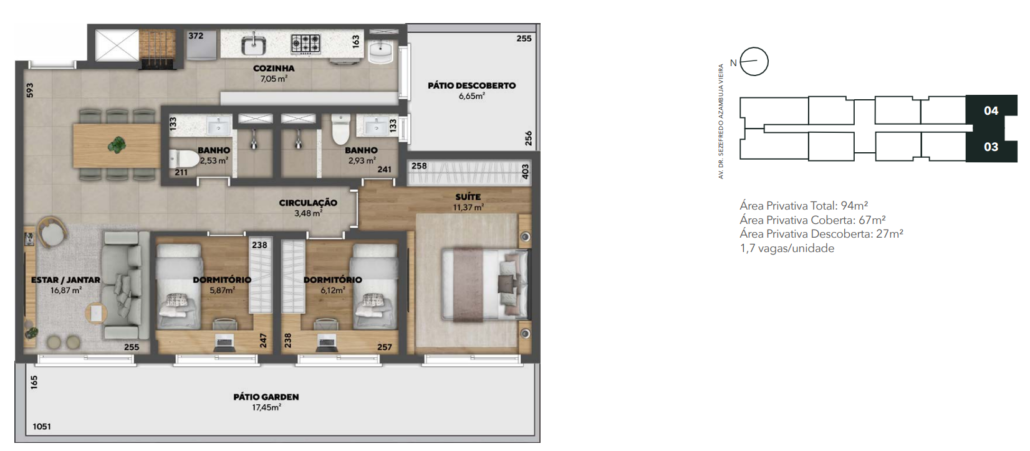 372
163
255
COZINHA
7,05 m²
593
PÁTIO DESCOBERTO
6,65m²
133
133
256
BANHO
2,53 m²
211
BANHO
2,93 m²
241
258
403
SUÍTE
11,37 m²
CIRCULAÇÃO
3,48 m²
238
ESTAR / JANTAR
16,87 m²
DORMITÓRIO
5,87m²
DORMITÓRIO
6,12m²
247
238
255
257
165
PÁTIO GARDEN
17,45m²
1051
N
AV. DR. SEZEFREDO AZAMBUJA VIEIRA
04
03
Área Privativa Total: 94m²
Área Privativa Coberta: 67m²
Área Privativa Descoberta: 27m²
1,7 vagas/unidade